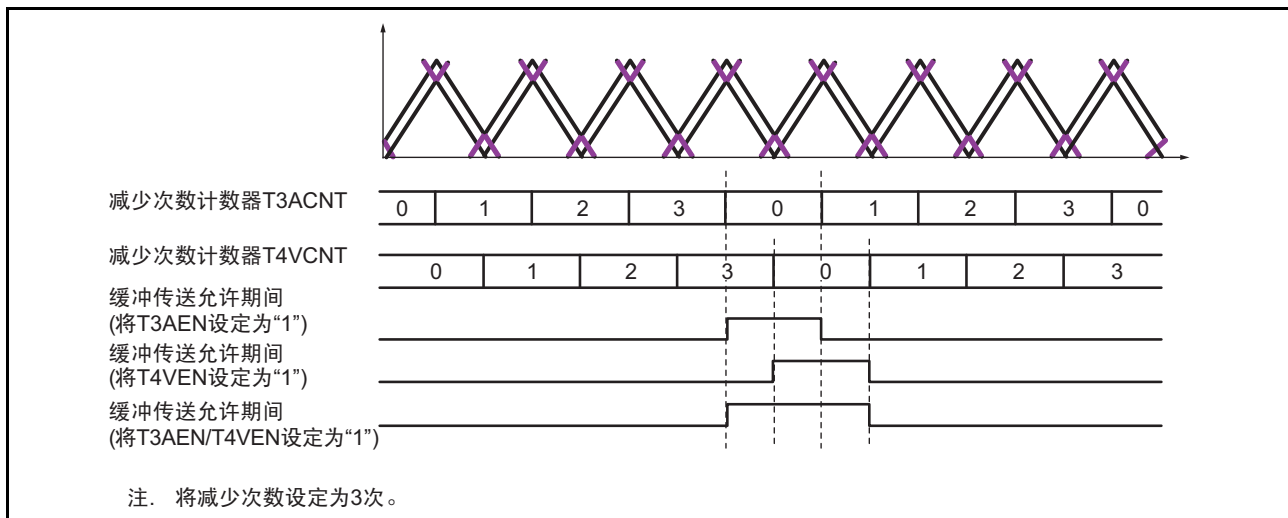 减少次数计数器T3ACNT 0 1 2 3 0 1 2 3 0
减少次数计数器T4VCNT 0 1 2 3 0 1 2 3
缓冲传送允许期间
(将T3AEN设定为“1”)
缓冲传送允许期间
(将T4VEN设定为“1”)
缓冲传送允许期间
(将T3AEN/T4VEN设定为“1”)
注. 将减少次数设定为3次。